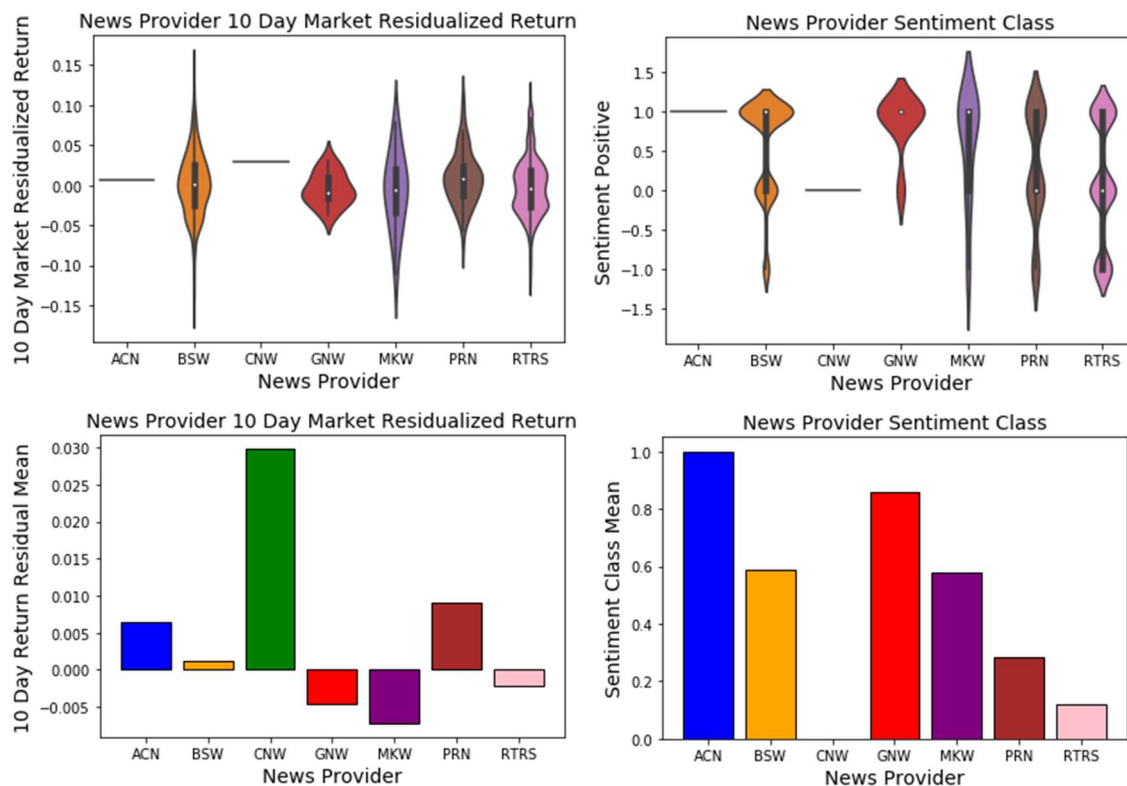 News Provider 10 Day Market Residualized Return
10 Day Market Residualized Return
0.15
0.10
0.05
0.00
−0.05
−0.10
−0.15
ACN BSW CNW GNW MKW PRN RTRS
News Provider
News Provider Sentiment Class
Sentiment Positive
1.5
1.0
0.5
0.0
−0.5
−1.0
−1.5
ACN BSW CNW GNW MKW PRN RTRS
News Provider
News Provider 10 Day Market Residualized Return
10 Day Return Residual Mean
0.030
0.025
0.020
0.015
0.010
0.005
0.000
−0.005
ACN BSW CNW GNW MKW PRN RTRS
News Provider
News Provider Sentiment Class
Sentiment Class Mean
1.0
0.8
0.6
0.4
0.2
0.0
ACN BSW CNW GNW MKW PRN RTRS
News Provider